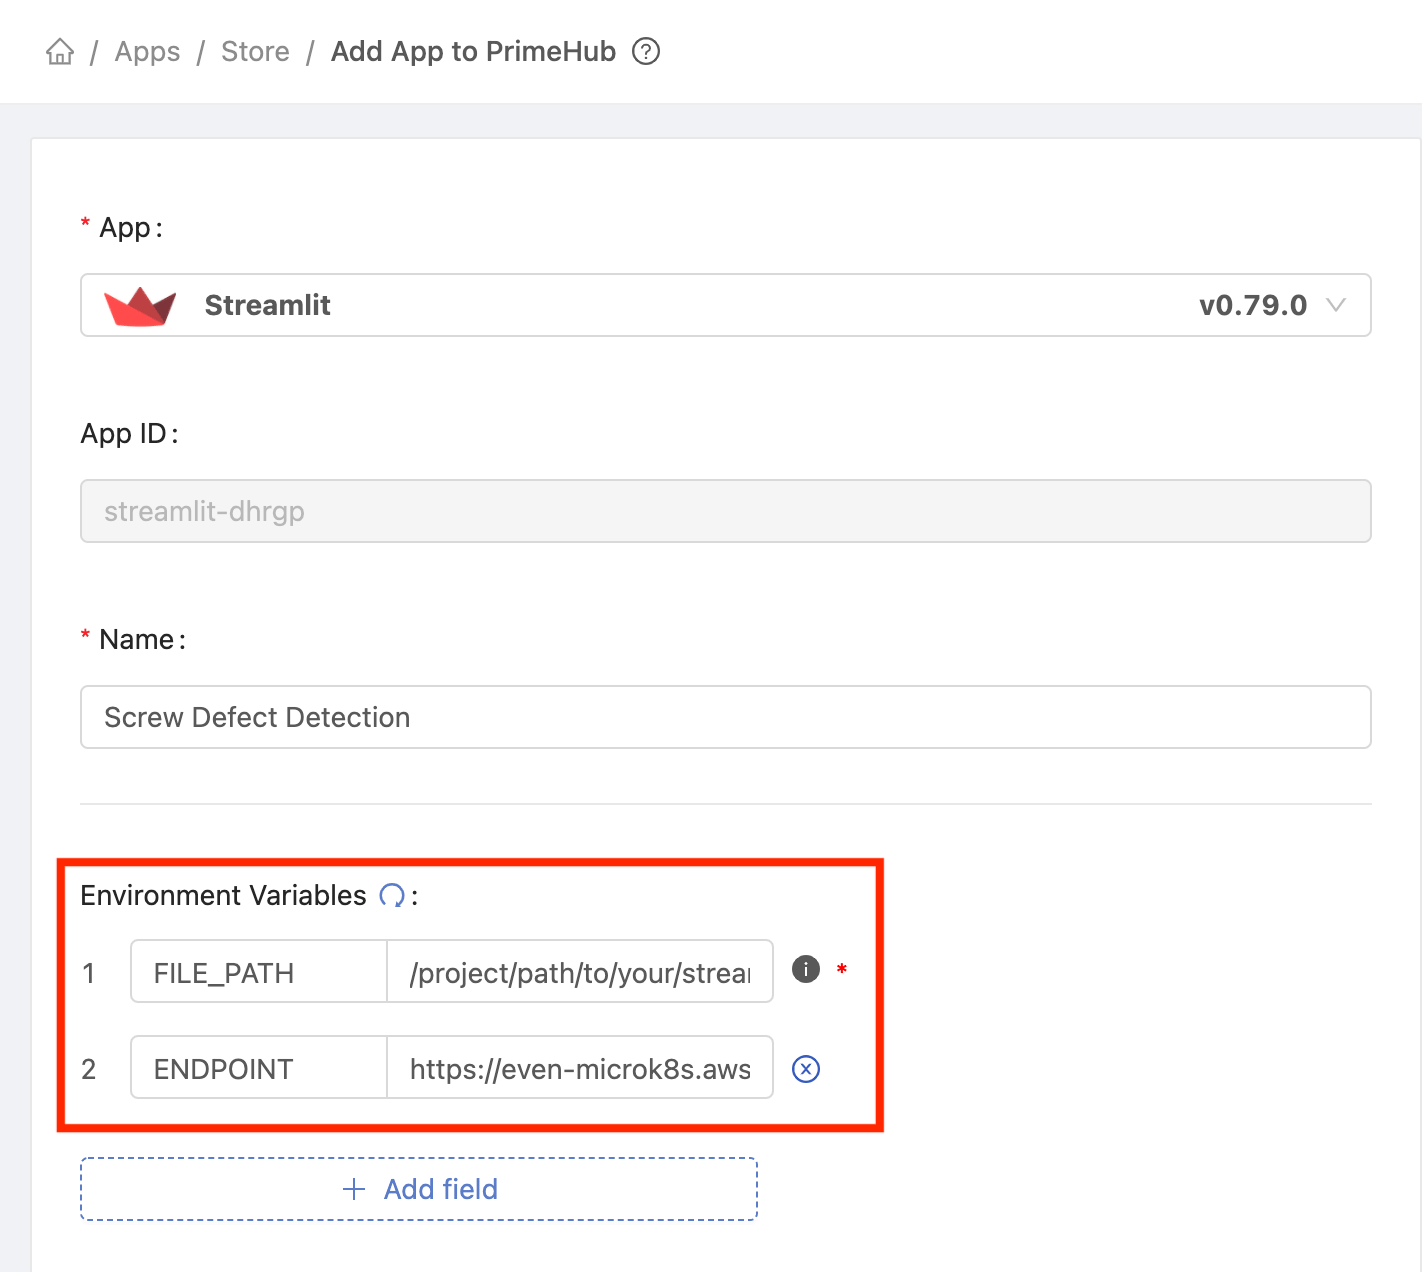 / Apps / Store / Add App to PrimeHub ?
* App:
Streamlit v0.79.0
App ID:
streamlit-dhrgp
* Name:
Screw Defect Detection
Environment Variables :
1 FILE_PATH /project/path/to/your/strea i *
2 ENDPOINT https://even-microk8s.aws
+ Add field